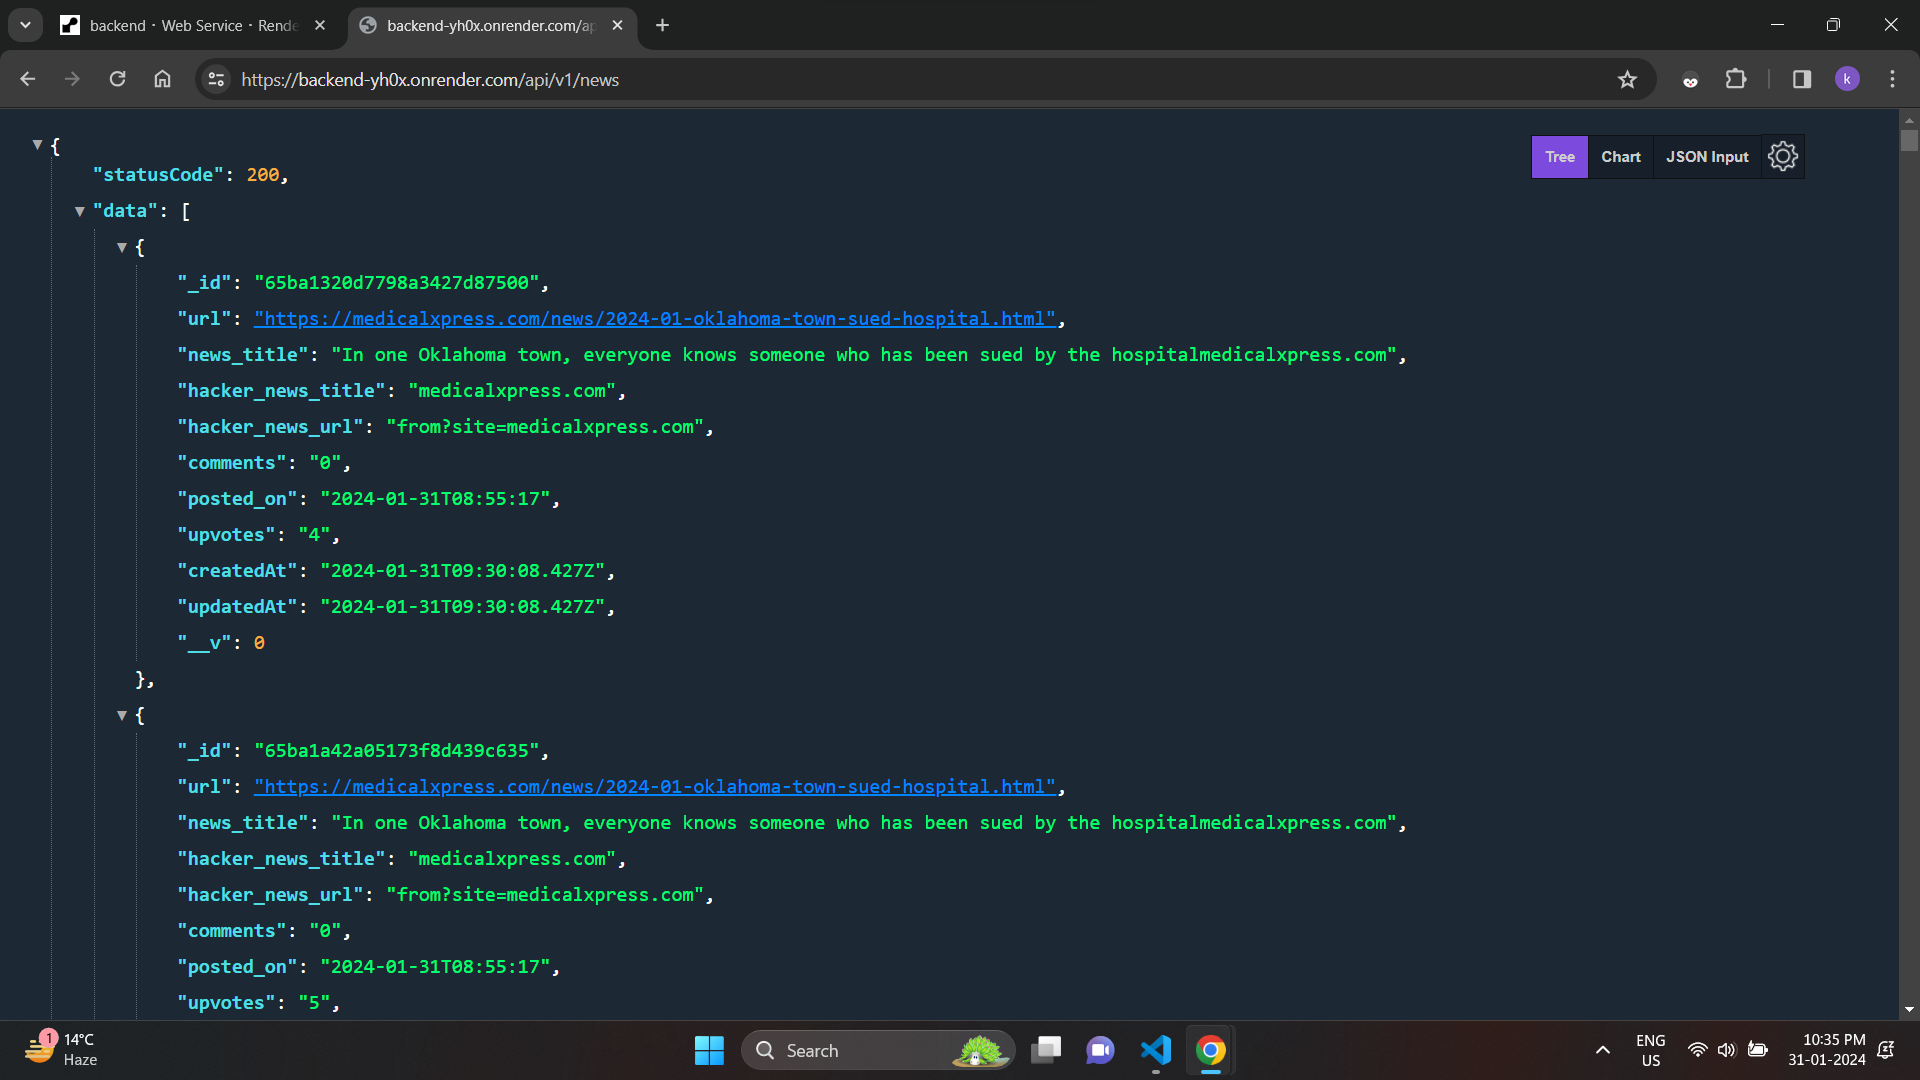 backend · Web Service · Rende
backend-yh0x.onrender.com/ap
https://backend-yh0x.onrender.com/api/v1/news
k
Tree
Chart
JSON Input
{
"statusCode": 200,
"data": [
{
"_id": "65ba1320d7798a3427d87500",
"url": "https://medicalxpress.com/news/2024-01-oklahoma-town-sued-hospital.html",
"news_title": "In one Oklahoma town, everyone knows someone who has been sued by the hospitalmedicalxpress.com",
"hacker_news_title": "medicalxpress.com",
"hacker_news_url": "from?site=medicalxpress.com",
"comments": "0",
"posted_on": "2024-01-31T08:55:17",
"upvotes": "4",
"createdAt": "2024-01-31T09:30:08.427Z",
"updatedAt": "2024-01-31T09:30:08.427Z",
"__v": 0
},
{
"_id": "65ba1a42a05173f8d439c635",
"url": "https://medicalxpress.com/news/2024-01-oklahoma-town-sued-hospital.html",
"news_title": "In one Oklahoma town, everyone knows someone who has been sued by the hospitalmedicalxpress.com",
"hacker_news_title": "medicalxpress.com",
"hacker_news_url": "from?site=medicalxpress.com",
"comments": "0",
"posted_on": "2024-01-31T08:55:17",
"upvotes": "5",
1
14°C
Haze
Search
ENG
US
10:35 PM
31-01-2024